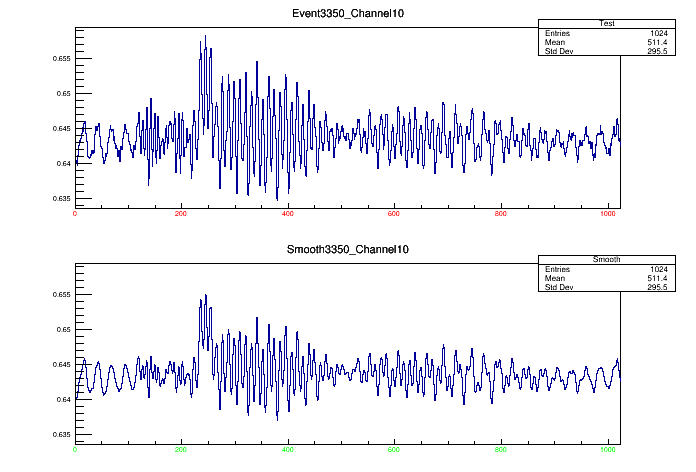 Event3350_Channel10
Test
Entries 1024
Mean 511.4
Std Dev 295.5
0.655
0.65
0.645
0.64
0.635
0 200 400 600 800 1000
Smooth3350_Channel10
Smooth
Entries 1024
Mean 511.4
Std Dev 295.5
0.655
0.65
0.645
0.64
0.635
0 200 400 600 800 1000